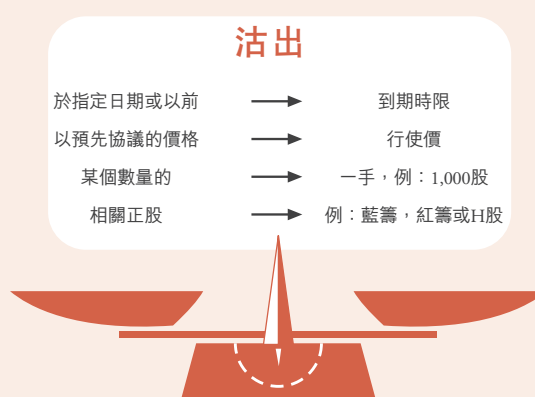 沽出
於指定日期或以前 → 到期時限
以預先協議的價格 → 行使價
某個數量的 → 一手，例：1,000股
相關正股 → 例：藍籌，紅籌或H股